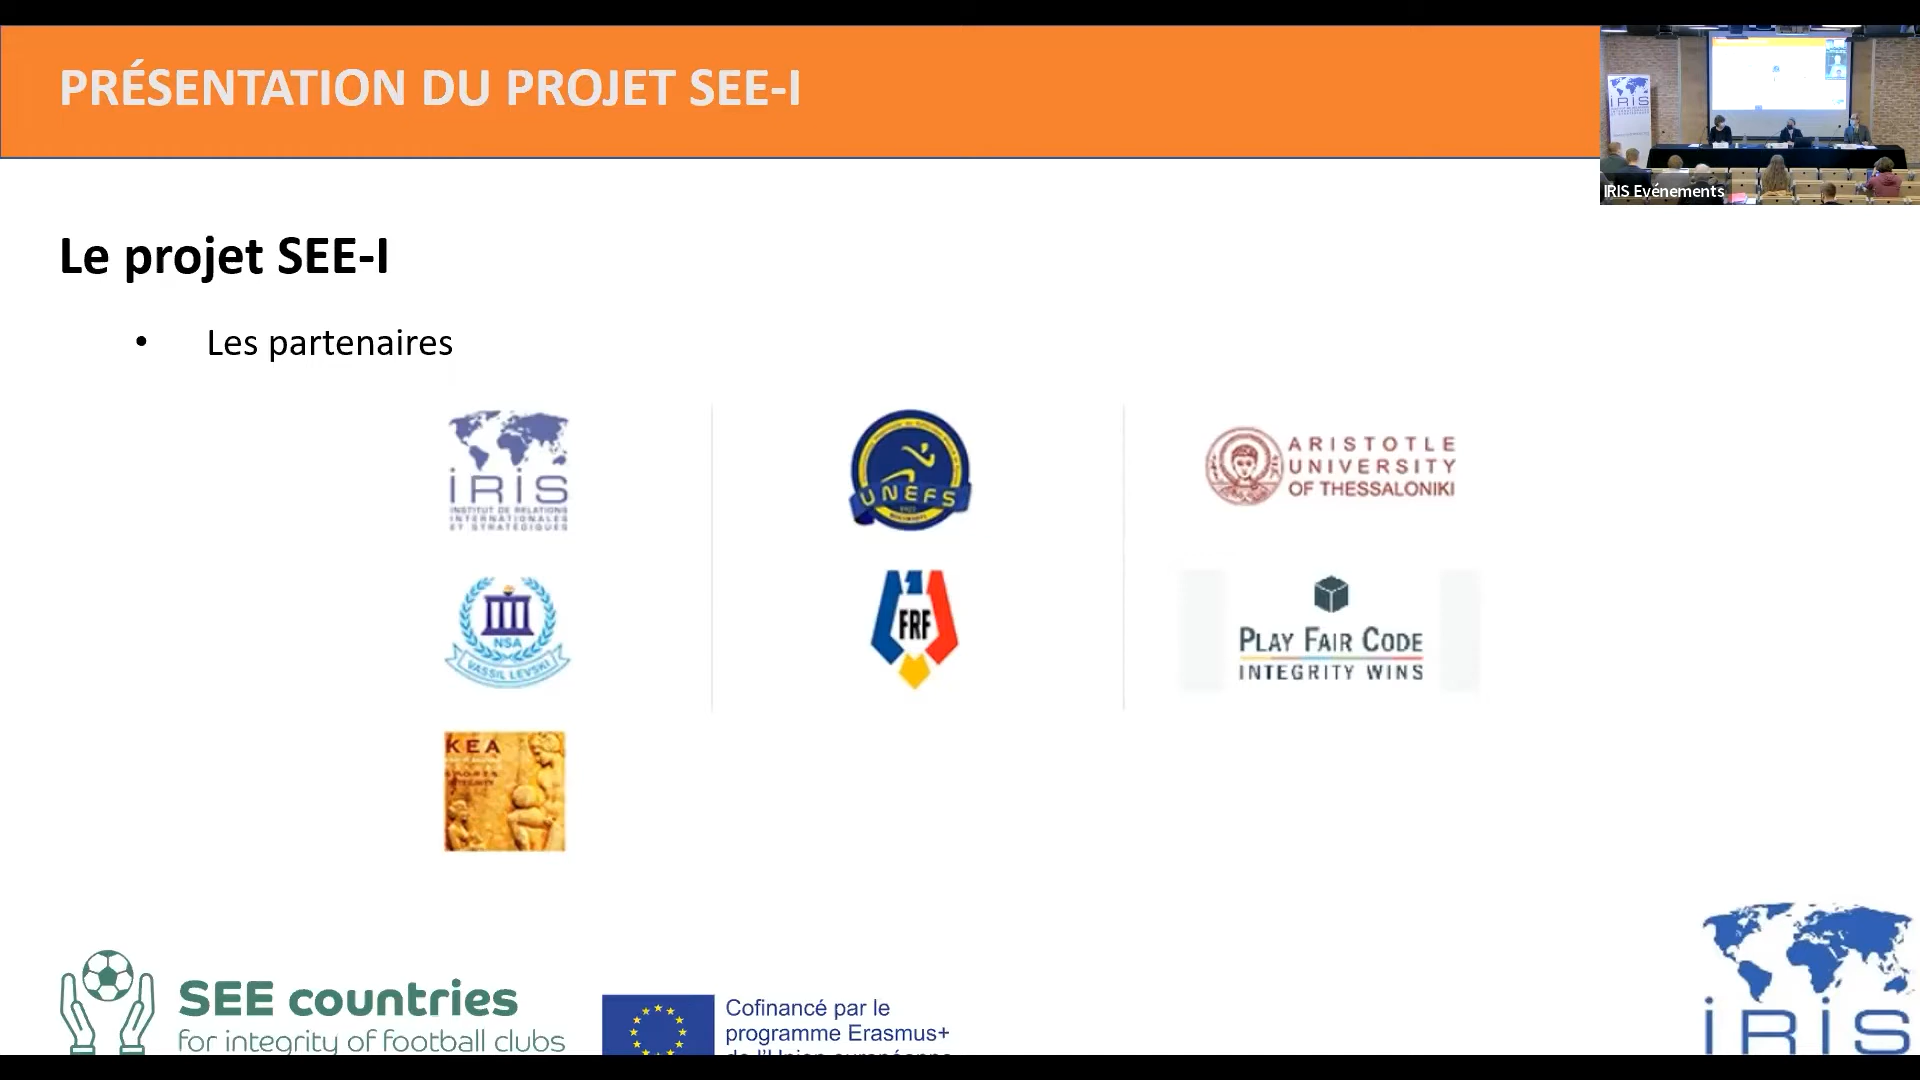 PRÉSENTATION DU PROJET SEE-I
IRIS
IRIS Evénements
Le projet SEE-I
• Les partenaires
iRiS
INSTITUT DE RELATIONS
INTERNATIONALES
ET STRATÉGIQUES
UNEFS
ARISTOTLE
UNIVERSITY
OF THESSALONIKI
NSA
VASSIL LEVSKI
FRF
PLAY FAIR CODE
INTEGRITY WINS
KEA
SEE countries
for integrity of football clubs
Cofinancé par le
programme Erasmus+
de l'Union européenne
iRiS